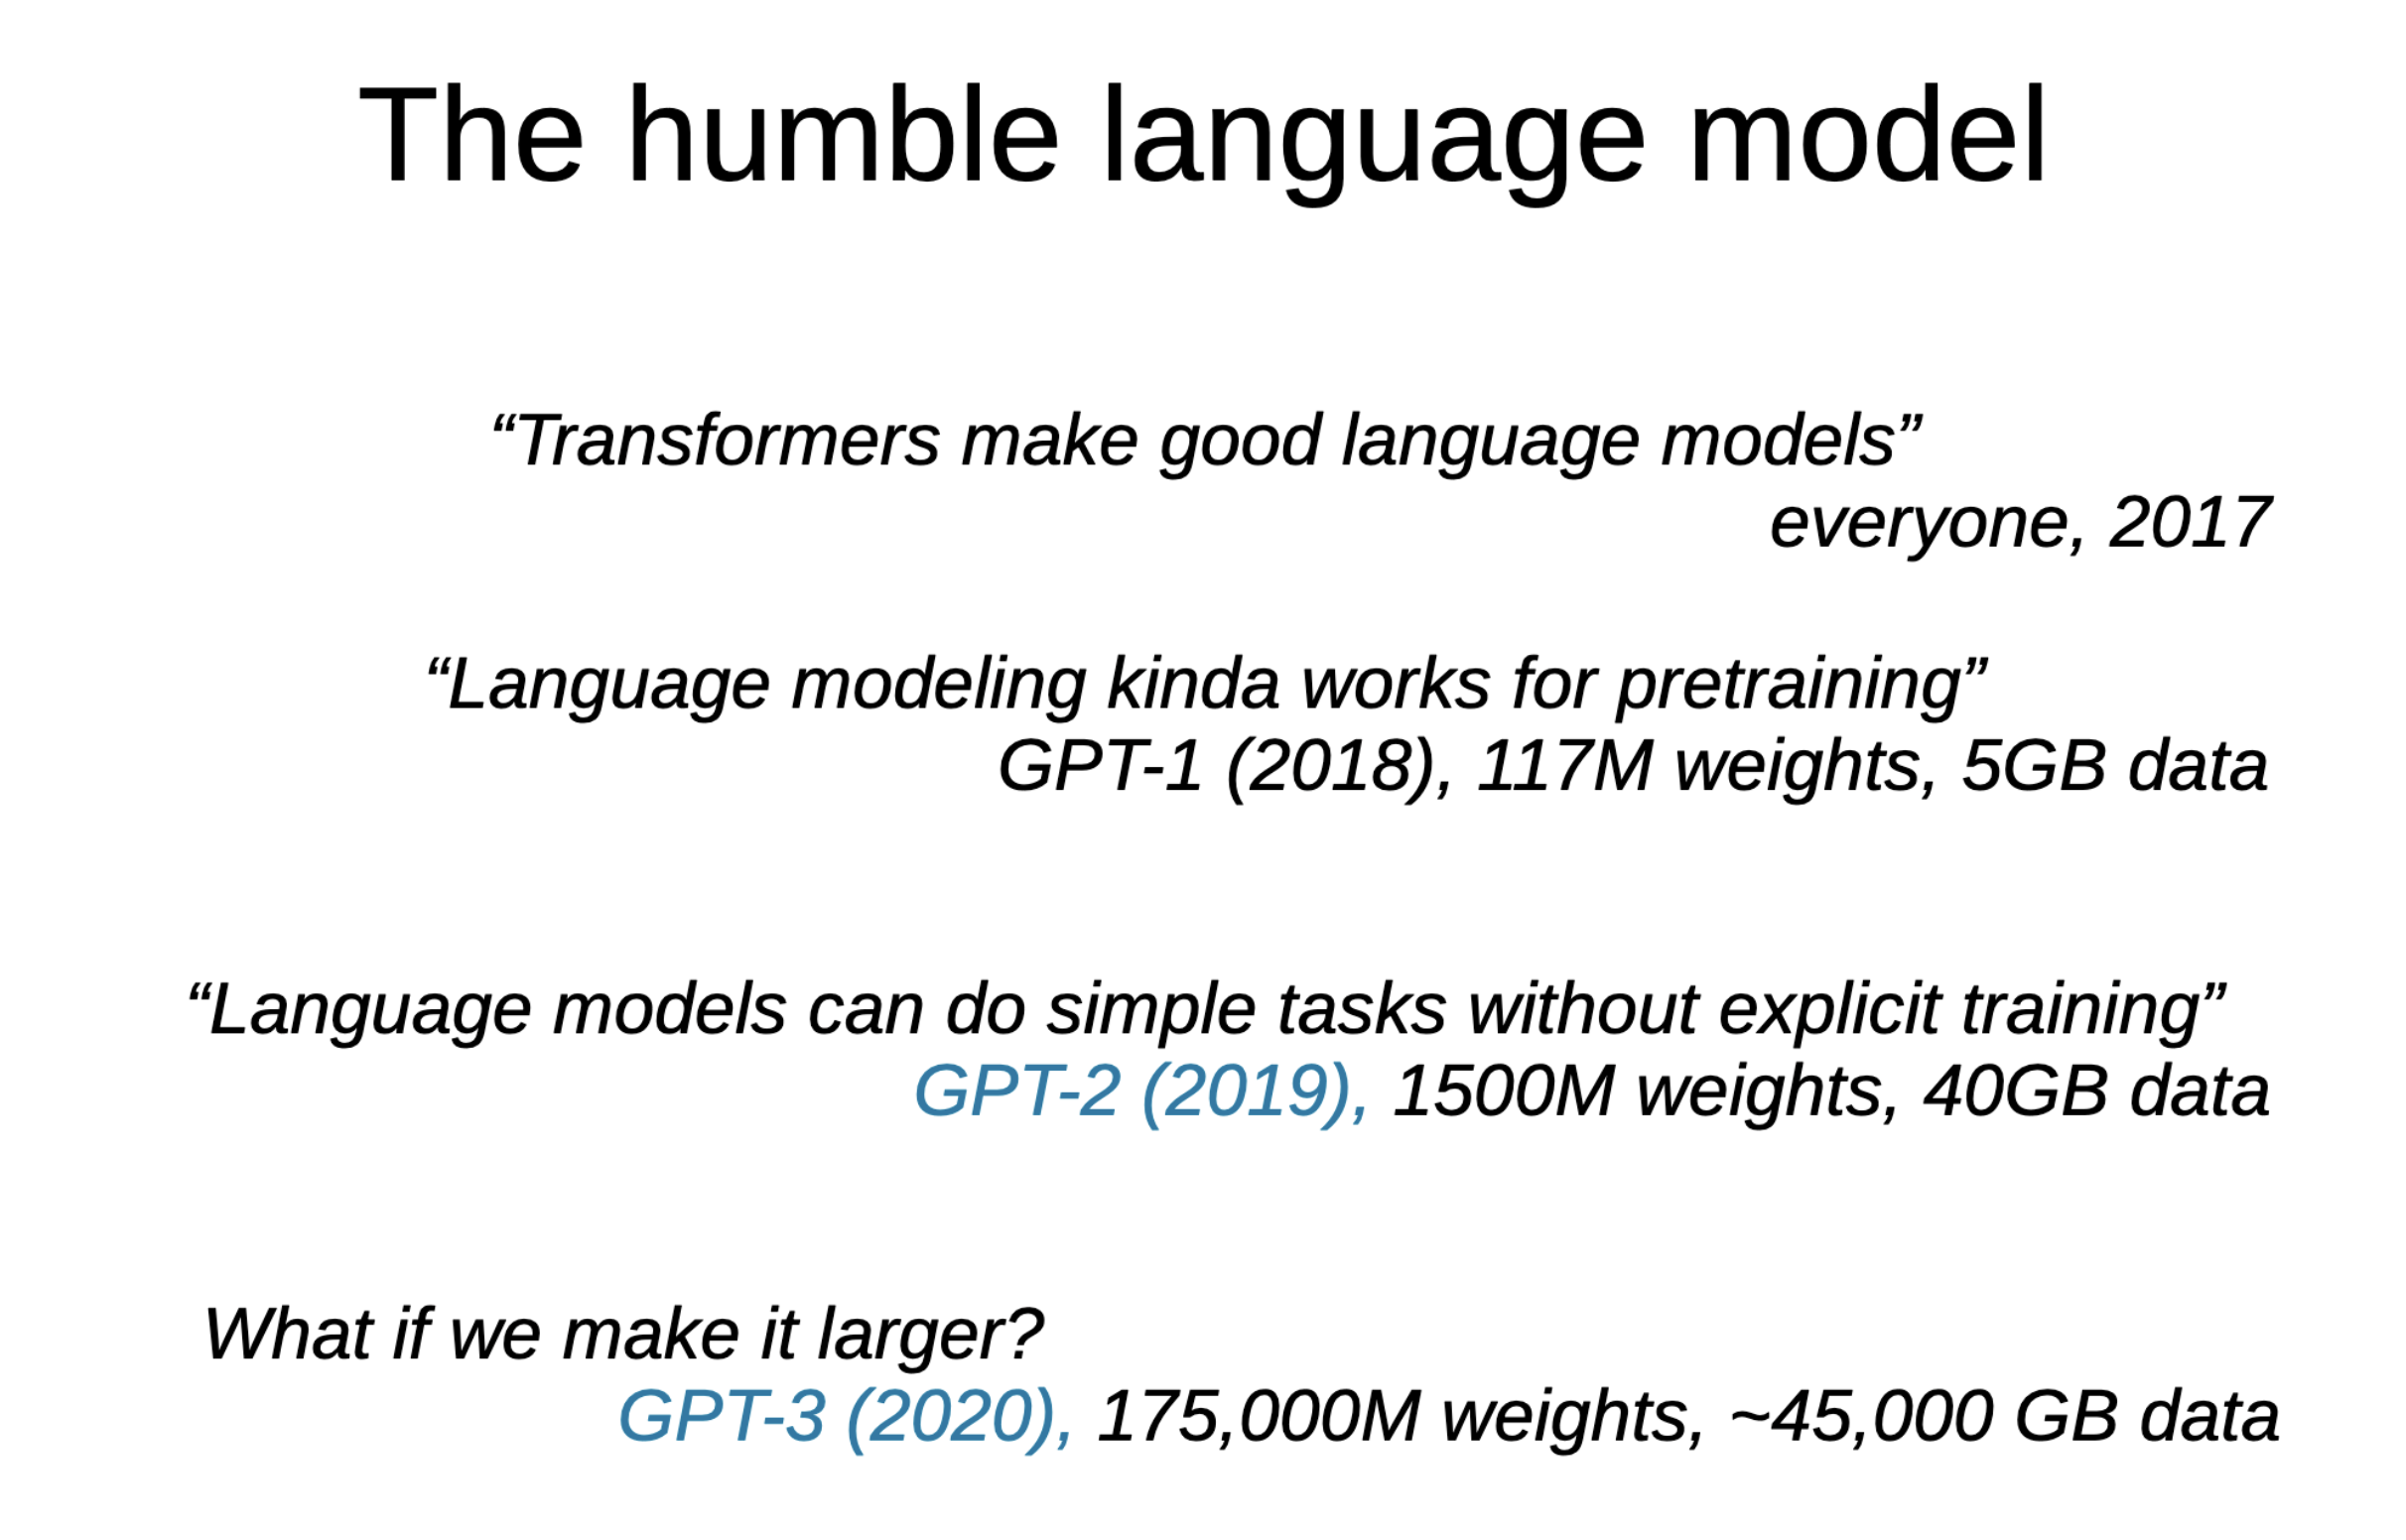 The humble language model
“Transformers make good language models”
everyone, 2017
“Language modeling kinda works for pretraining”
GPT-1 (2018), 117M weights, 5GB data
“Language models can do simple tasks without explicit training”
GPT-2 (2019), 1500M weights, 40GB data
What if we make it larger?
GPT-3 (2020), 175,000M weights, ~45,000 GB data